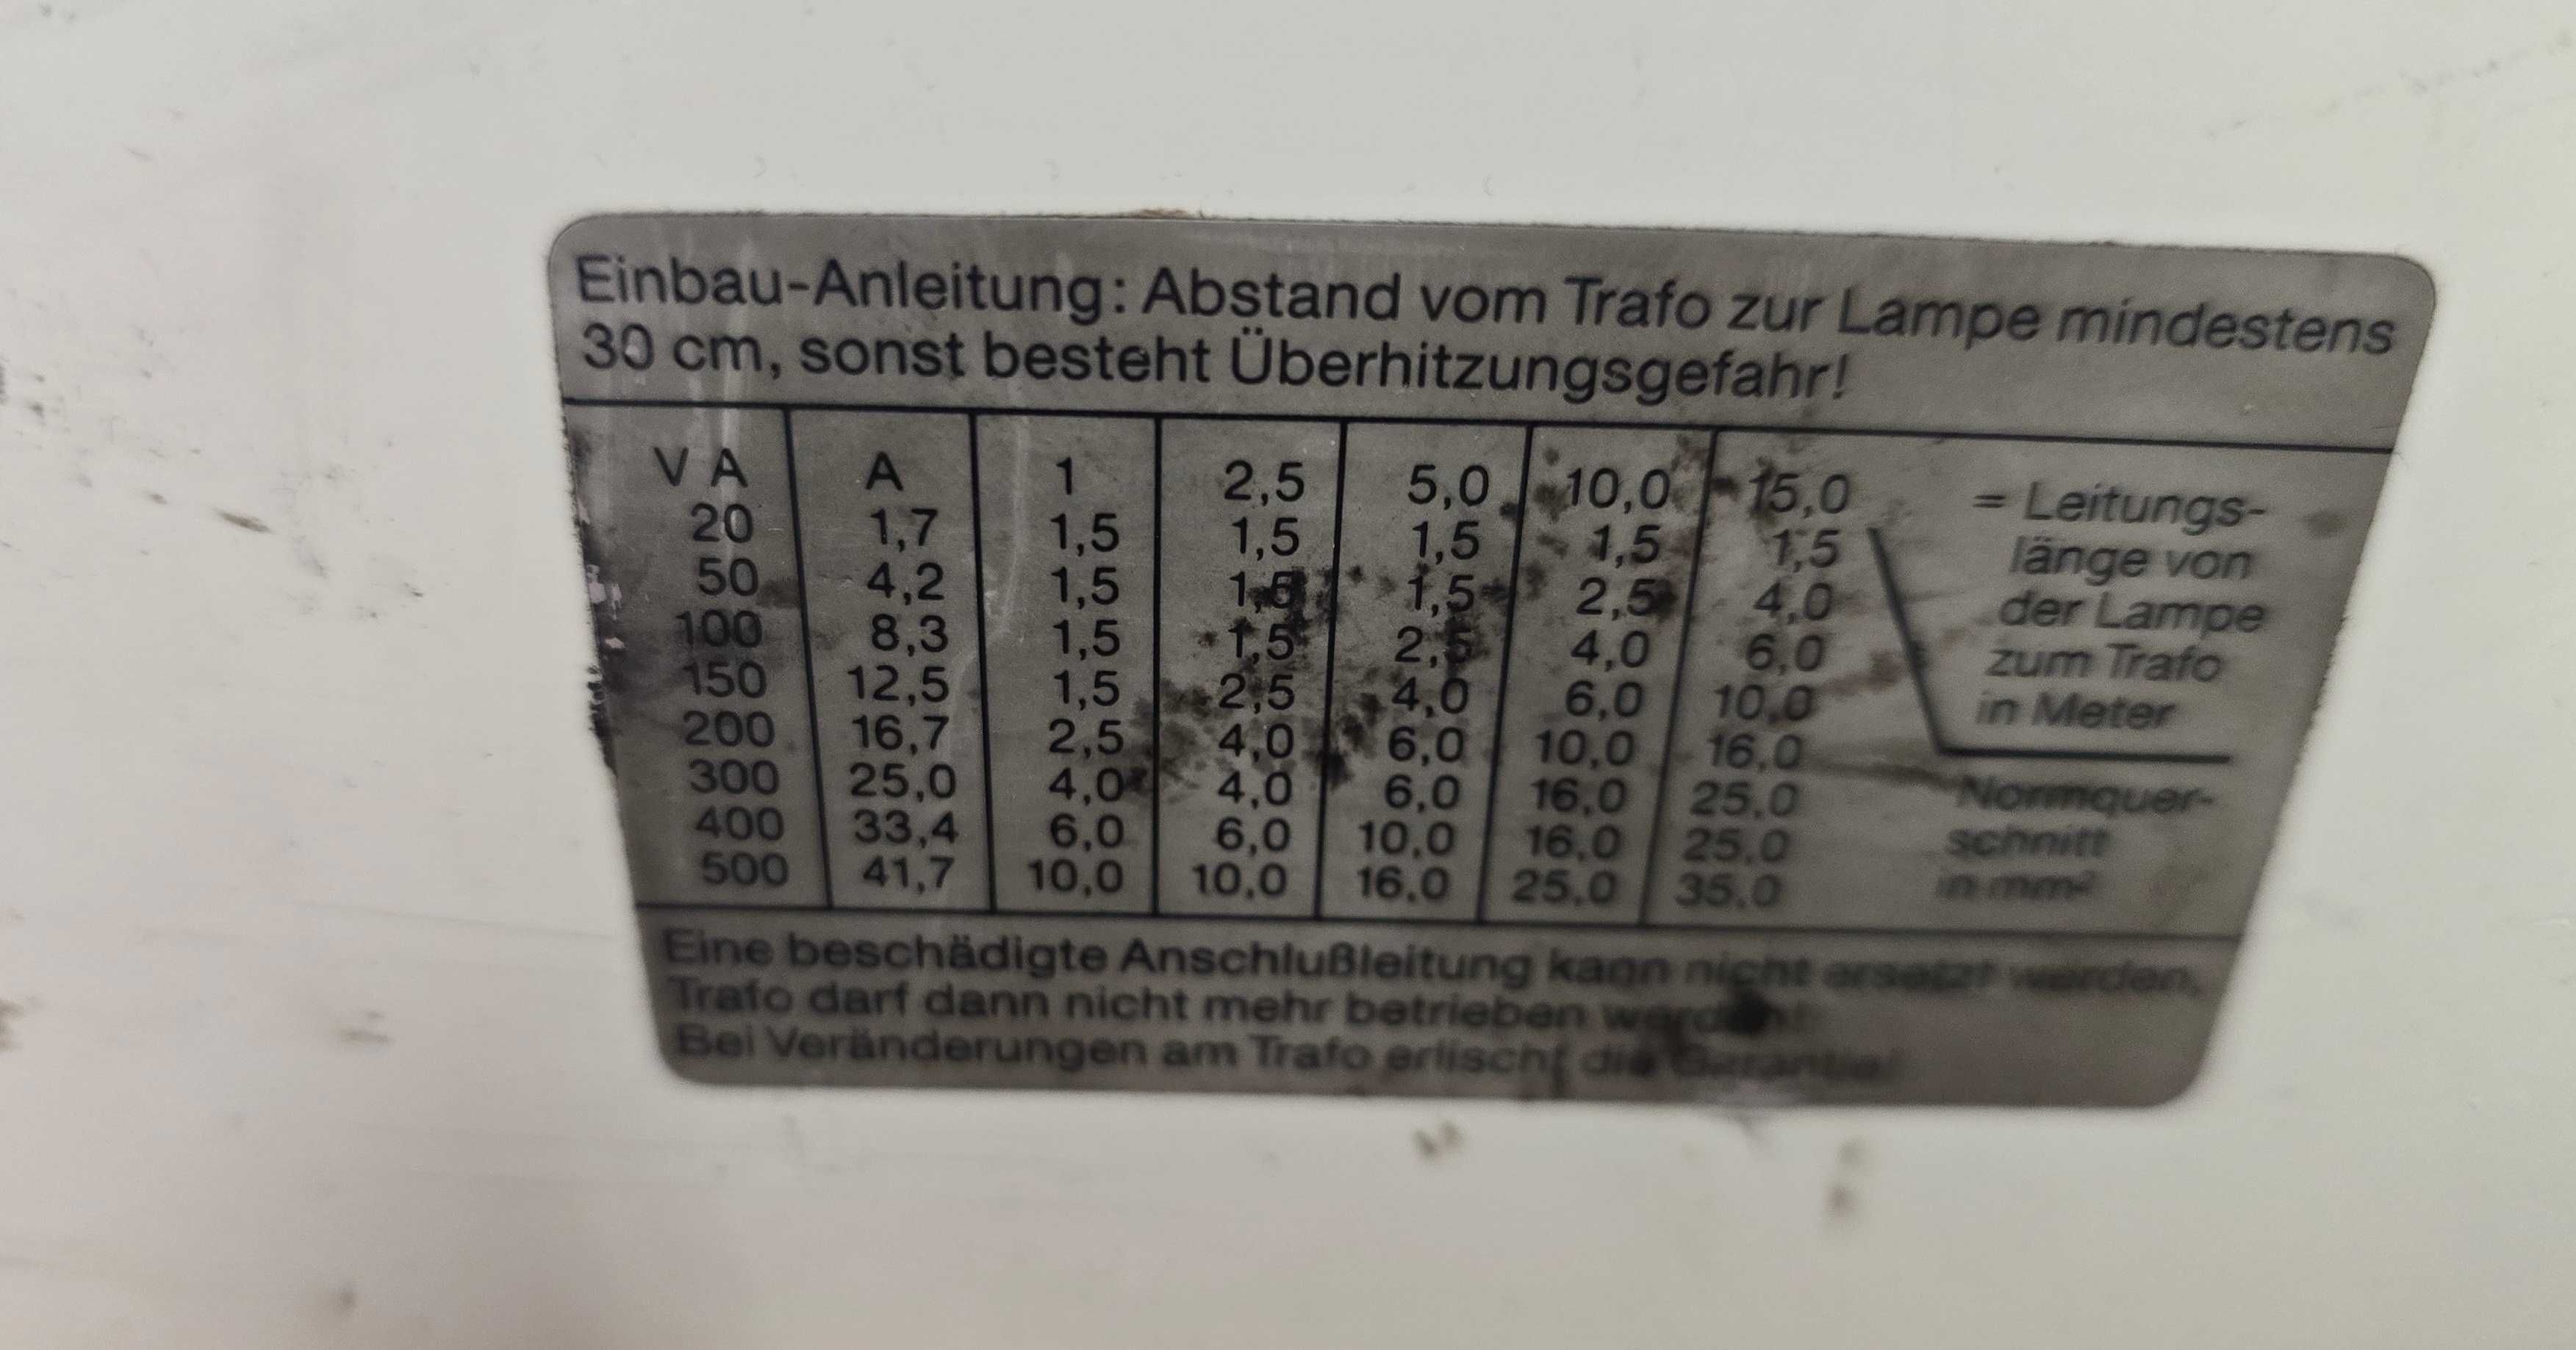 Einbau-Anleitung: Abstand vom Trafo zur Lampe mindestens
30 cm, sonst besteht Überhitzungsgefahr!
V A A 1 2,5 5,0 10,0 15,0 = Leitungs-
20 1,7 1,5 1,5 1,5 1,5 1,5 länge von
50 4,2 1,5 1,5 1,5 2,5 4,0 der Lampe
100 8,3 1,5 1,5 2,5 4,0 6,0 zum Trafo
150 12,5 1,5 2,5 4,0 6,0 10,0 in Meter
200 16,7 2,5 4,0 6,0 10,0 16,0
300 25,0 4,0 4,0 6,0 16,0 25,0 Normquer-
400 33,4 6,0 6,0 10,0 16,0 25,0 schnitt
500 41,7 10,0 10,0 16,0 25,0 35,0 in mm²
Eine beschädigte Anschlußleitung kann nicht ersetzt werden,
Trafo darf dann nicht mehr betrieben werden!
Bei Veränderungen am Trafo erlischt die Garantie!